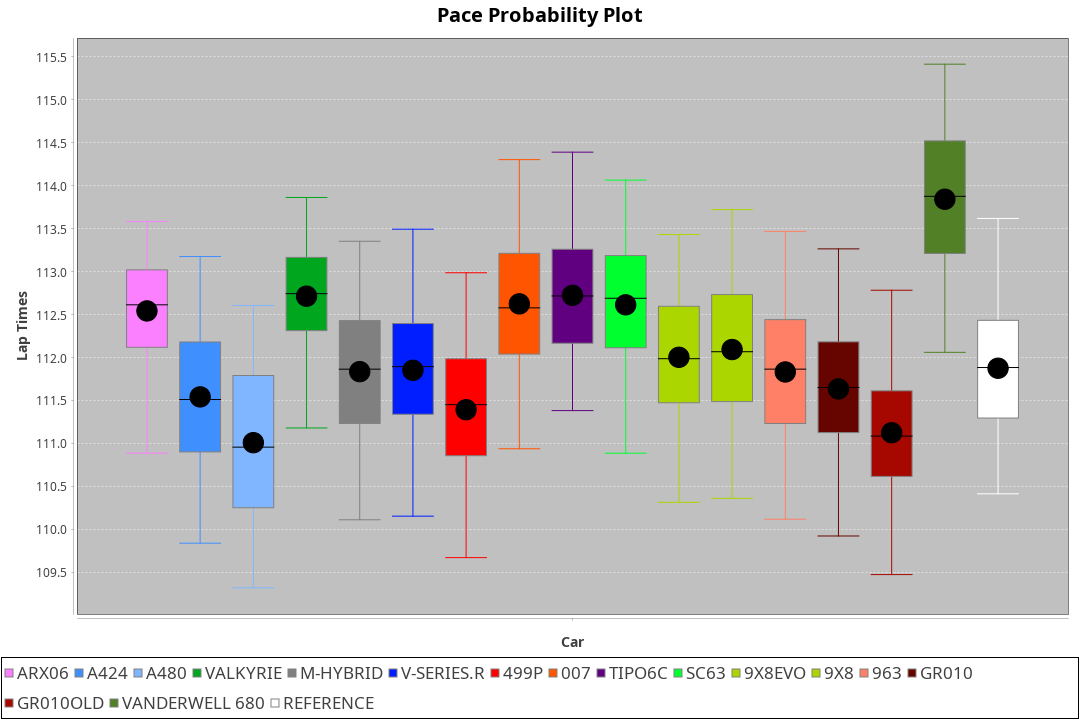 Pace Probability Plot
115.5
115.0
114.5
114.0
113.5
113.0
112.5
112.0
111.5
111.0
110.5
110.0
109.5
Lap Times
Car
ARX06 A424 A480 VALKYRIE M-HYBRID V-SERIES.R 499P 007 TIPO6C SC63 9X8EVO 9X8 963 GR010
GR010OLD VANDERWELL 680 REFERENCE